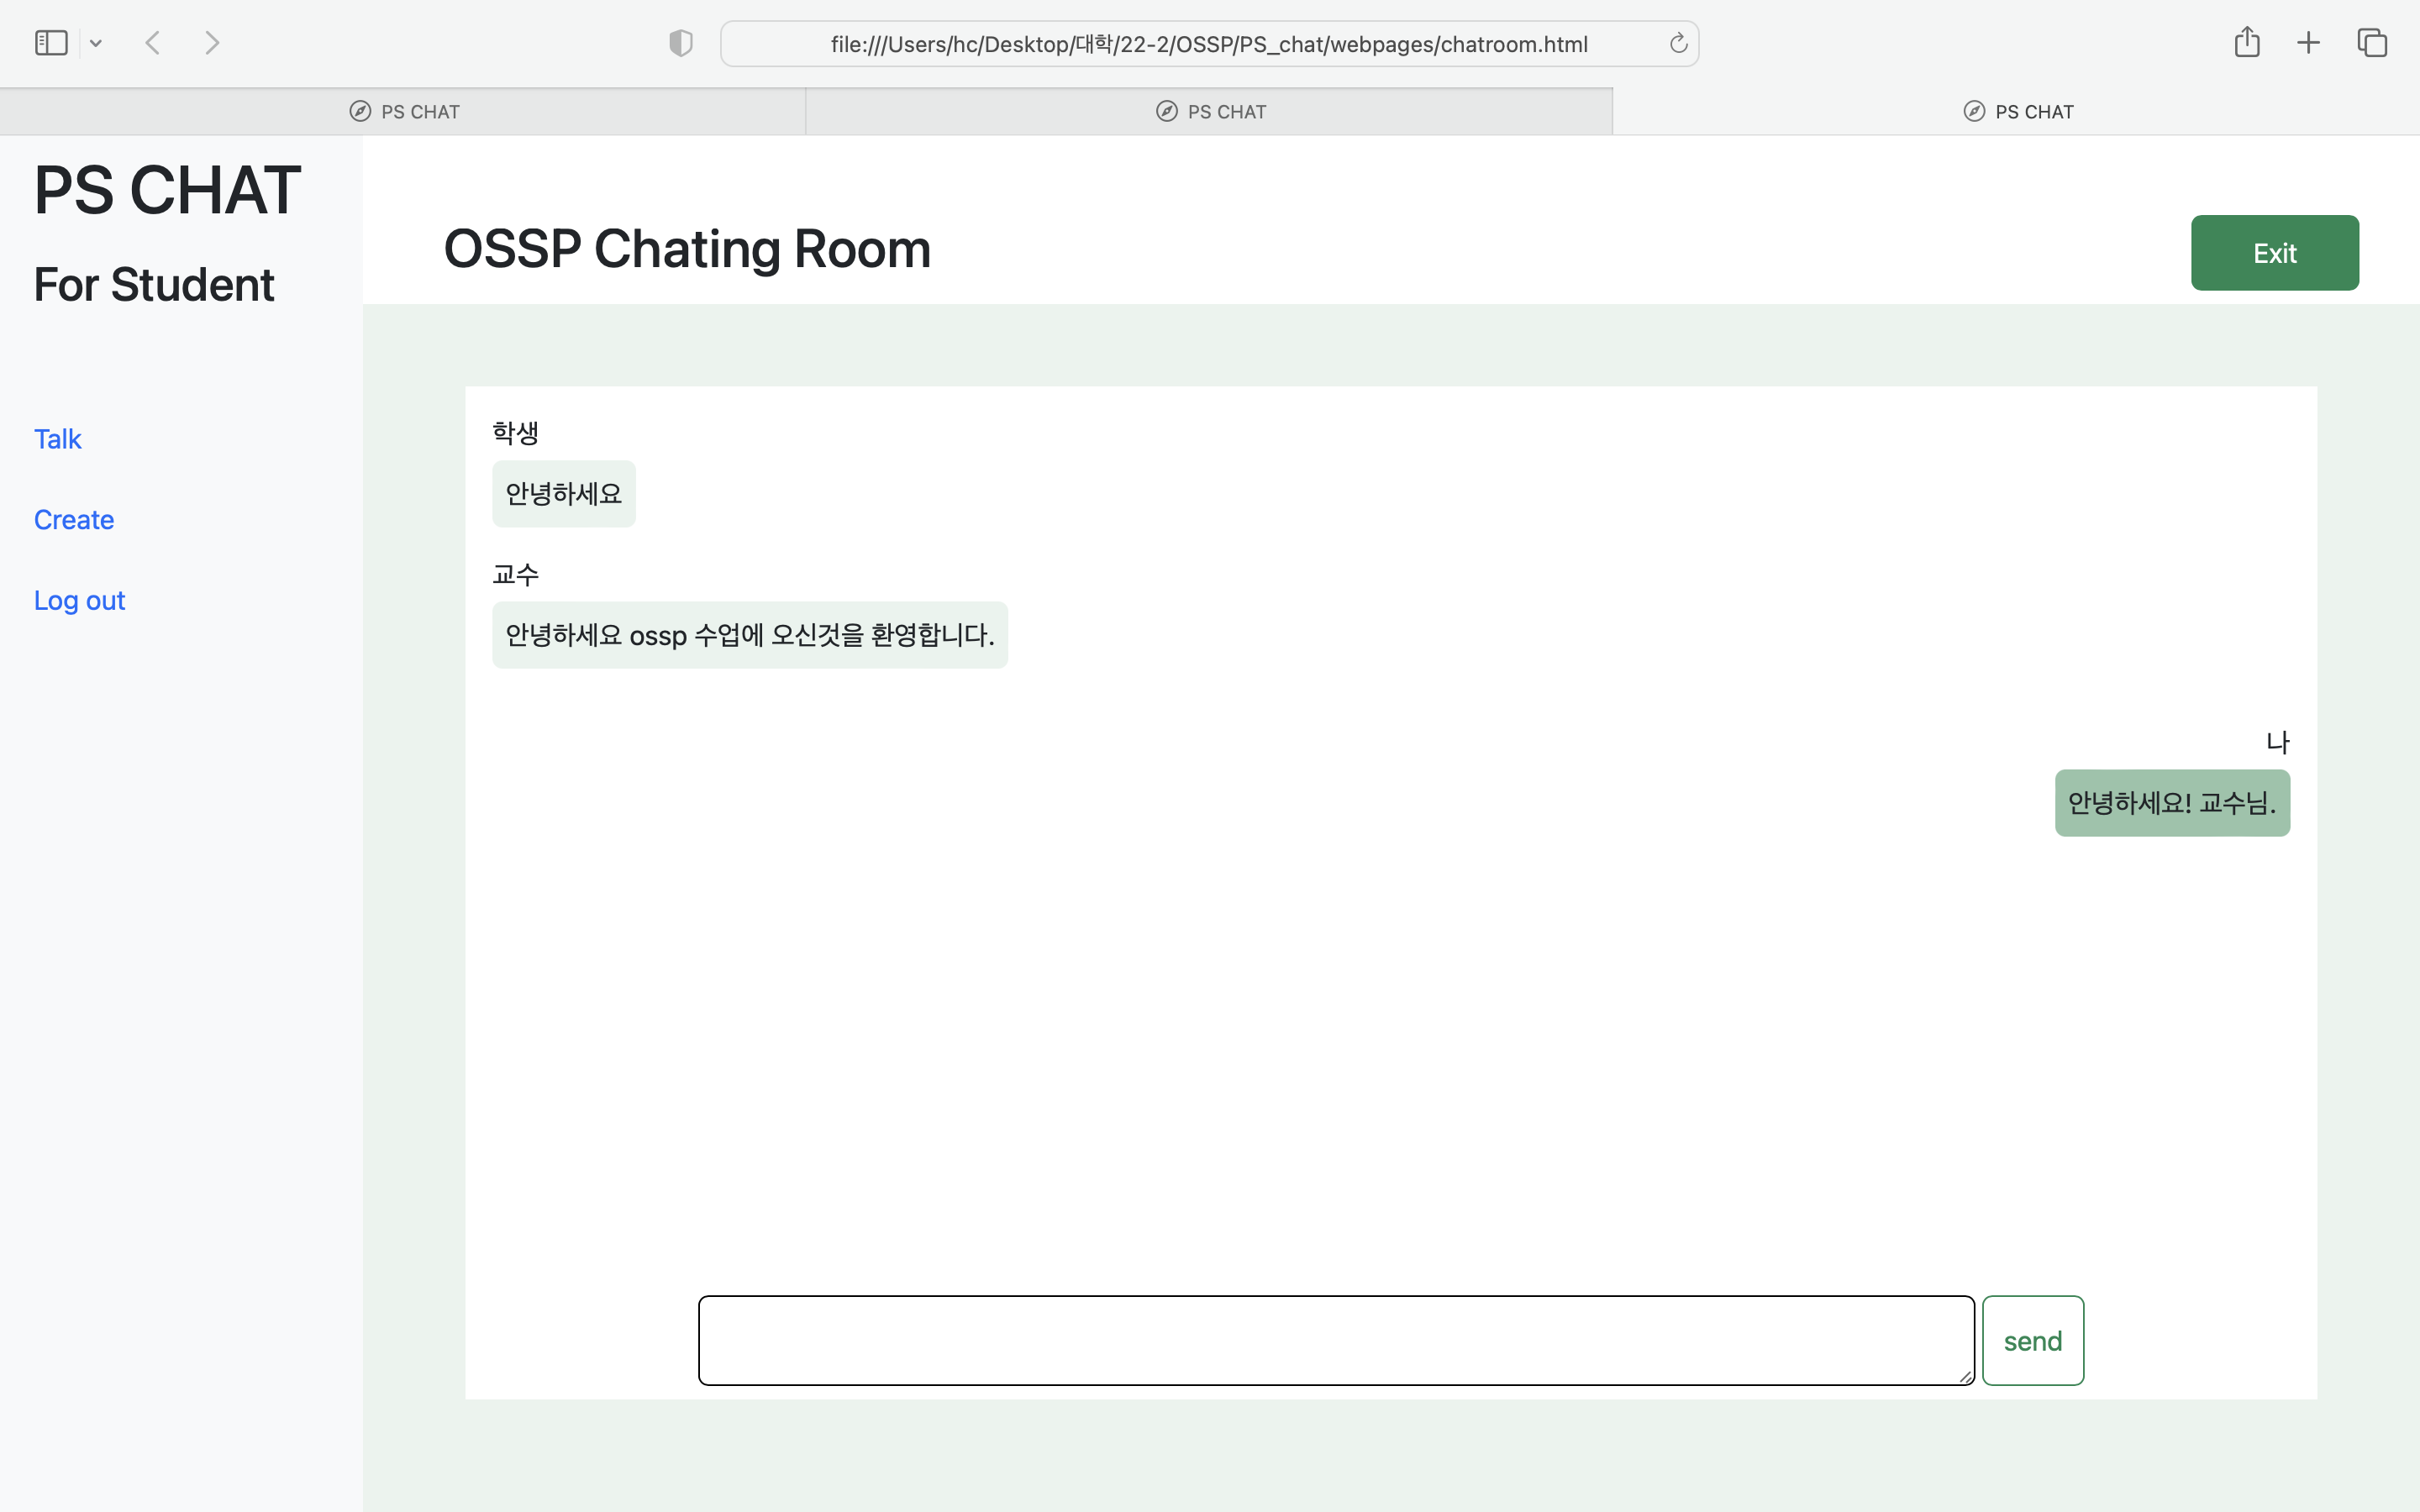 file:///Users/hc/Desktop/대학/22-2/OSSP/PS_chat/webpages/chatroom.html
PS CHAT
PS CHAT
PS CHAT
PS CHAT
For Student
Talk
Create
Log out
OSSP Chating Room
Exit
학생
안녕하세요
교수
안녕하세요 ossp 수업에 오신것을 환영합니다.
나
안녕하세요! 교수님.
send